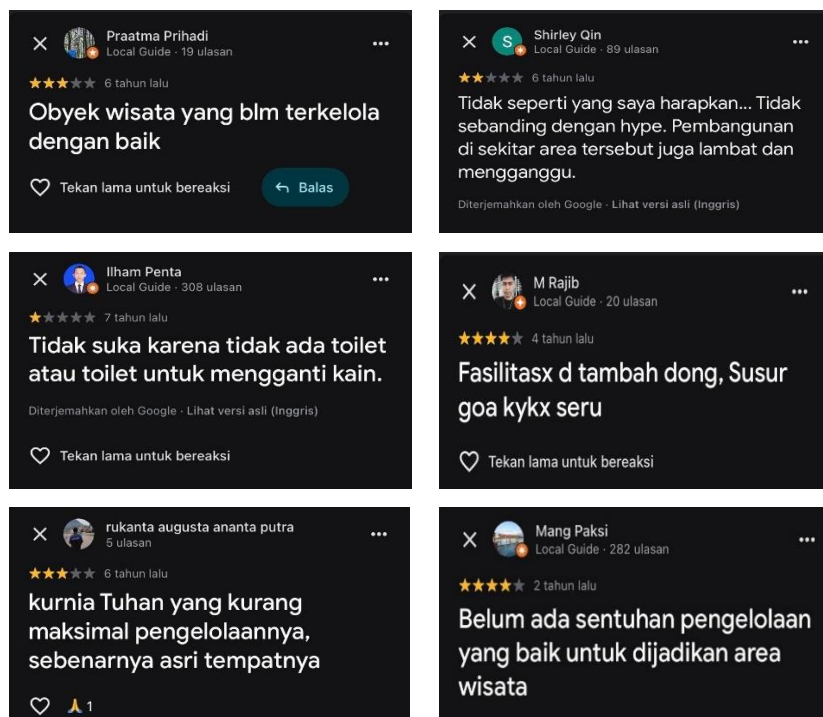 Praatma Prihadi
Local Guide · 19 ulasan
6 tahun lalu
Obyek wisata yang blm terkelola
dengan baik
Tekan lama untuk bereaksi
Balas
Shirley Qin
S
Local Guide · 89 ulasan
6 tahun lalu
Tidak seperti yang saya harapkan... Tidak
sebanding dengan hype. Pembangunan
di sekitar area tersebut juga lambat dan
mengganggu.
Diterjemahkan oleh Google · Lihat versi asli (Inggris)
Ilham Penta
Local Guide · 308 ulasan
7 tahun lalu
Tidak suka karena tidak ada toilet
atau toilet untuk mengganti kain.
Diterjemahkan oleh Google · Lihat versi asli (Inggris)
Tekan lama untuk bereaksi
M Rajib
Local Guide · 20 ulasan
4 tahun lalu
Fasilitasx d tambah dong, Susur
goa kykx seru
Tekan lama untuk bereaksi
rukanta augusta ananta putra
5 ulasan
6 tahun lalu
kurnia Tuhan yang kurang
maksimal pengelolaannya,
sebenarnya asri tempatnya
1
Mang Paksi
Local Guide · 282 ulasan
2 tahun lalu
Belum ada sentuhan pengelolaan
yang baik untuk dijadikan area
wisata